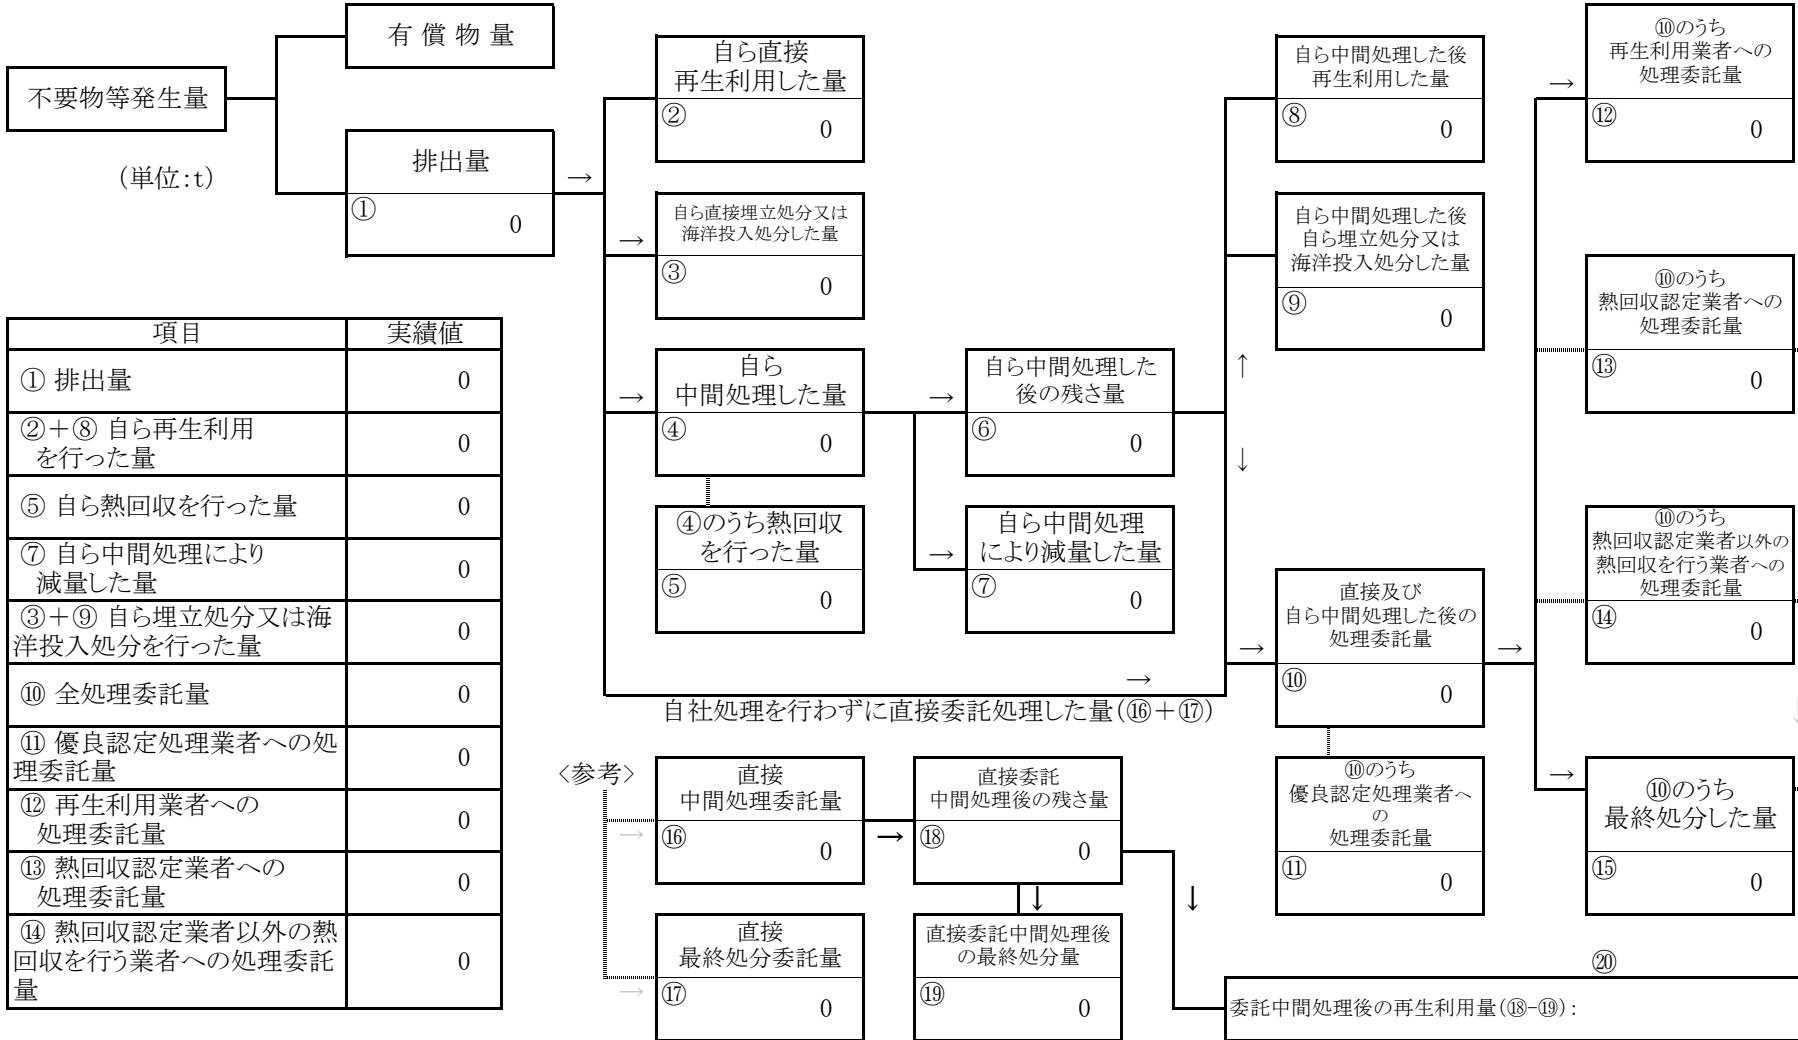 不要物等発生量
(単位:t)
有 償 物 量
排出量
→
①
0
自ら直接
再生利用した量
②
0
自ら直接埋立処分又は
海洋投入処分した量
→
③
0
自ら
中間処理した量
→
④
0
④のうち熱回収
を行った量
⑤
0
自ら中間処理した
後の残さ量
→
⑥
0
自ら中間処理
により減量した量
→
⑦
0
自ら中間処理した後
再生利用した量
⑧
0
自ら中間処理した後
自ら埋立処分又は
海洋投入処分した量
⑨
0
↑
↓
直接及び
自ら中間処理した後の
処理委託量
→
→
⑩
0
→
自社処理を行わずに直接委託処理した量(⑯+⑰)
⑩のうち
優良認定処理業者へ
の
処理委託量
⑪
0
⑩のうち
再生利用業者への
処理委託量
→
⑫
0
⑩のうち
熱回収認定業者への
処理委託量
⑬
0
⑩のうち
熱回収認定業者以外の
熱回収を行う業者への
処理委託量
⑭
0
↓
⑩のうち
最終処分した量
→
⑮
0
項目 実績値
① 排出量 0
②+⑧ 自ら再生利用
を行った量 0
⑤ 自ら熱回収を行った量 0
⑦ 自ら中間処理により
減量した量 0
③+⑨ 自ら埋立処分又は海
洋投入処分を行った量 0
⑩ 全処理委託量 0
⑪ 優良認定処理業者への処
理委託量 0
⑫ 再生利用業者への
処理委託量 0
⑬ 熱回収認定業者への
処理委託量 0
⑭ 熱回収認定業者以外の熱
回収を行う業者への処理委託
量 0
<参考>
直接
中間処理委託量
→
⑯
0
直接
最終処分委託量
→
⑰
0
直接委託
中間処理後の残さ量
→
⑱
0
↓
↓
直接委託中間処理後
の最終処分量
⑲
0
⑳
委託中間処理後の再生利用量(⑱-⑲):